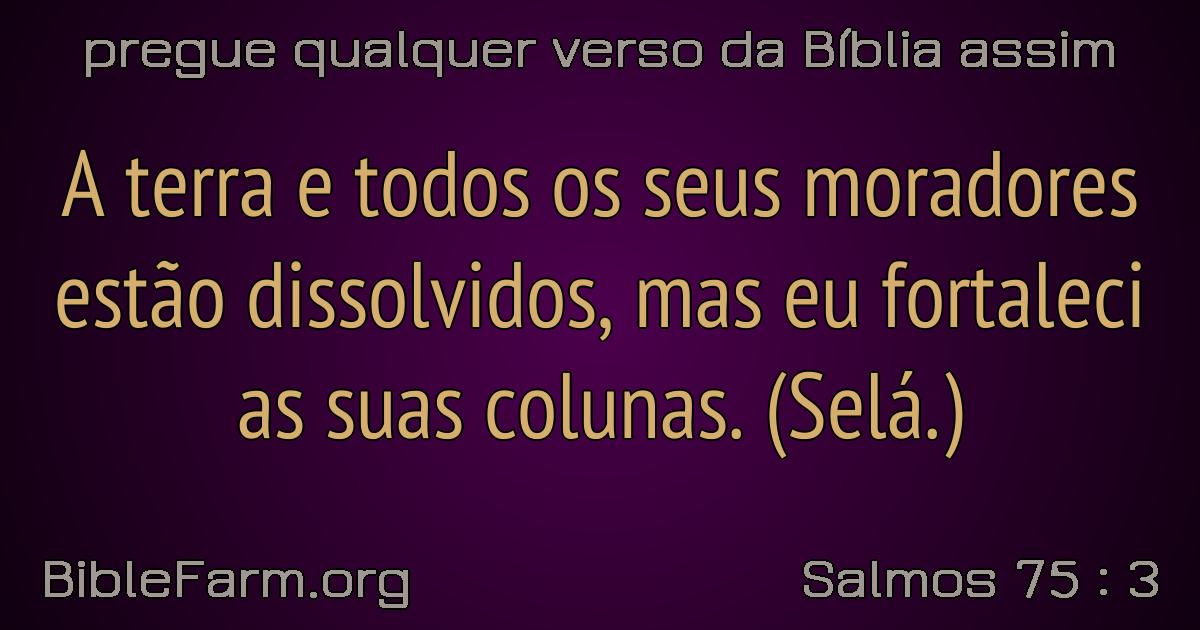 pregue qualquer verso da Bíblia assim
A terra e todos os seus moradores
estão dissolvidos, mas eu fortaleci
as suas colunas. (Selá.)
BibleFarm.org
Salmos 75 : 3